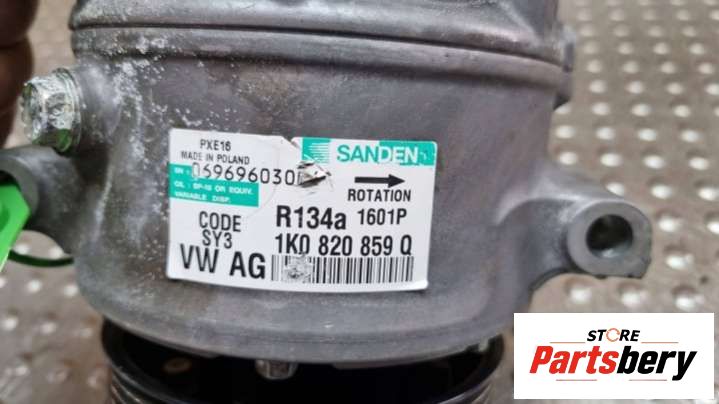 PXE16
MADE IN POLAND
SN : 069696030
OIL : SP-10 OR EQUIV.
VARIABLE DISP.
SANDEN
ROTATION
CODE
SY3
R134a 1601P
1K0 820 859 Q
VW AG
STORE
Partsbery